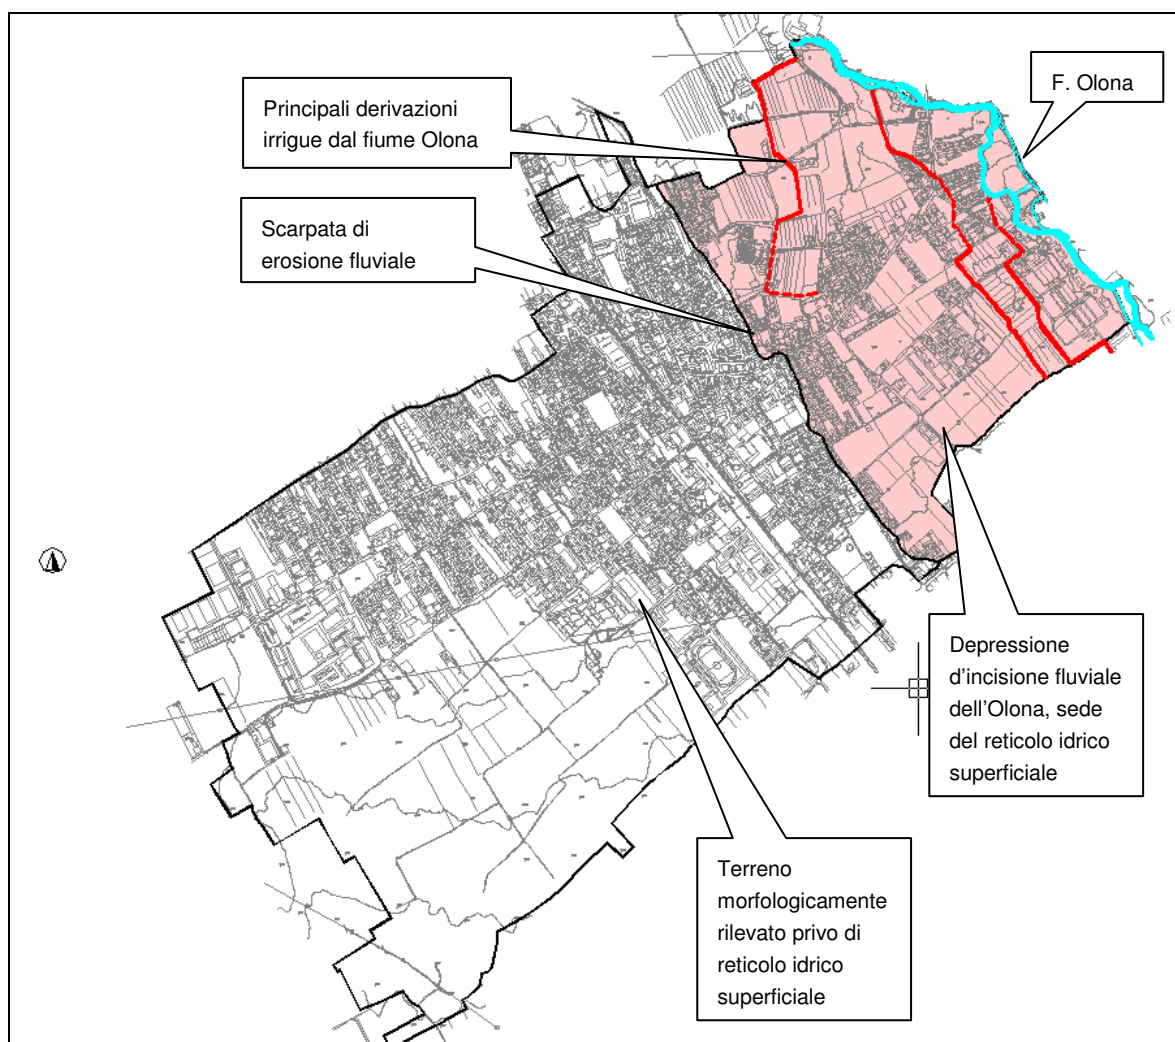 Principali derivazioni
irrigue dal fiume Olona
F. Olona
Scarpata di
erosione fluviale
Depressione
d’incisione fluviale
dell’Olona, sede
del reticolo idrico
superficiale
Terreno
morfologicamente
rilevato privo di
reticolo idrico
superficiale